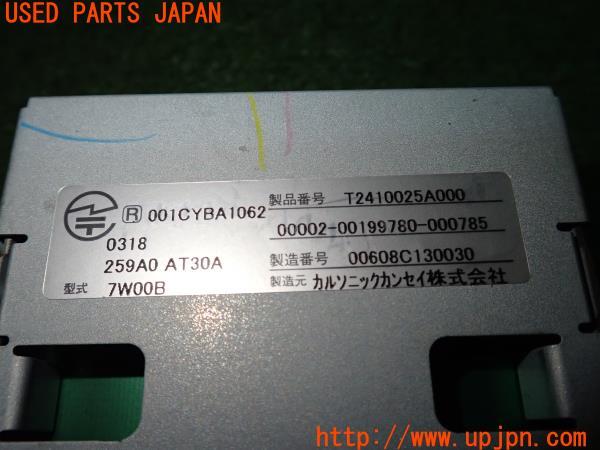 USED PARTS JAPAN
R 001CYBA1062
0318
259A0 AT30A
型式 7W00B
製品番号 T2410025A000
00002-00199780-000785
製造番号 00608C130030
製造元 カルソニックカンセイ株式会社
http://www.upjpn.com/